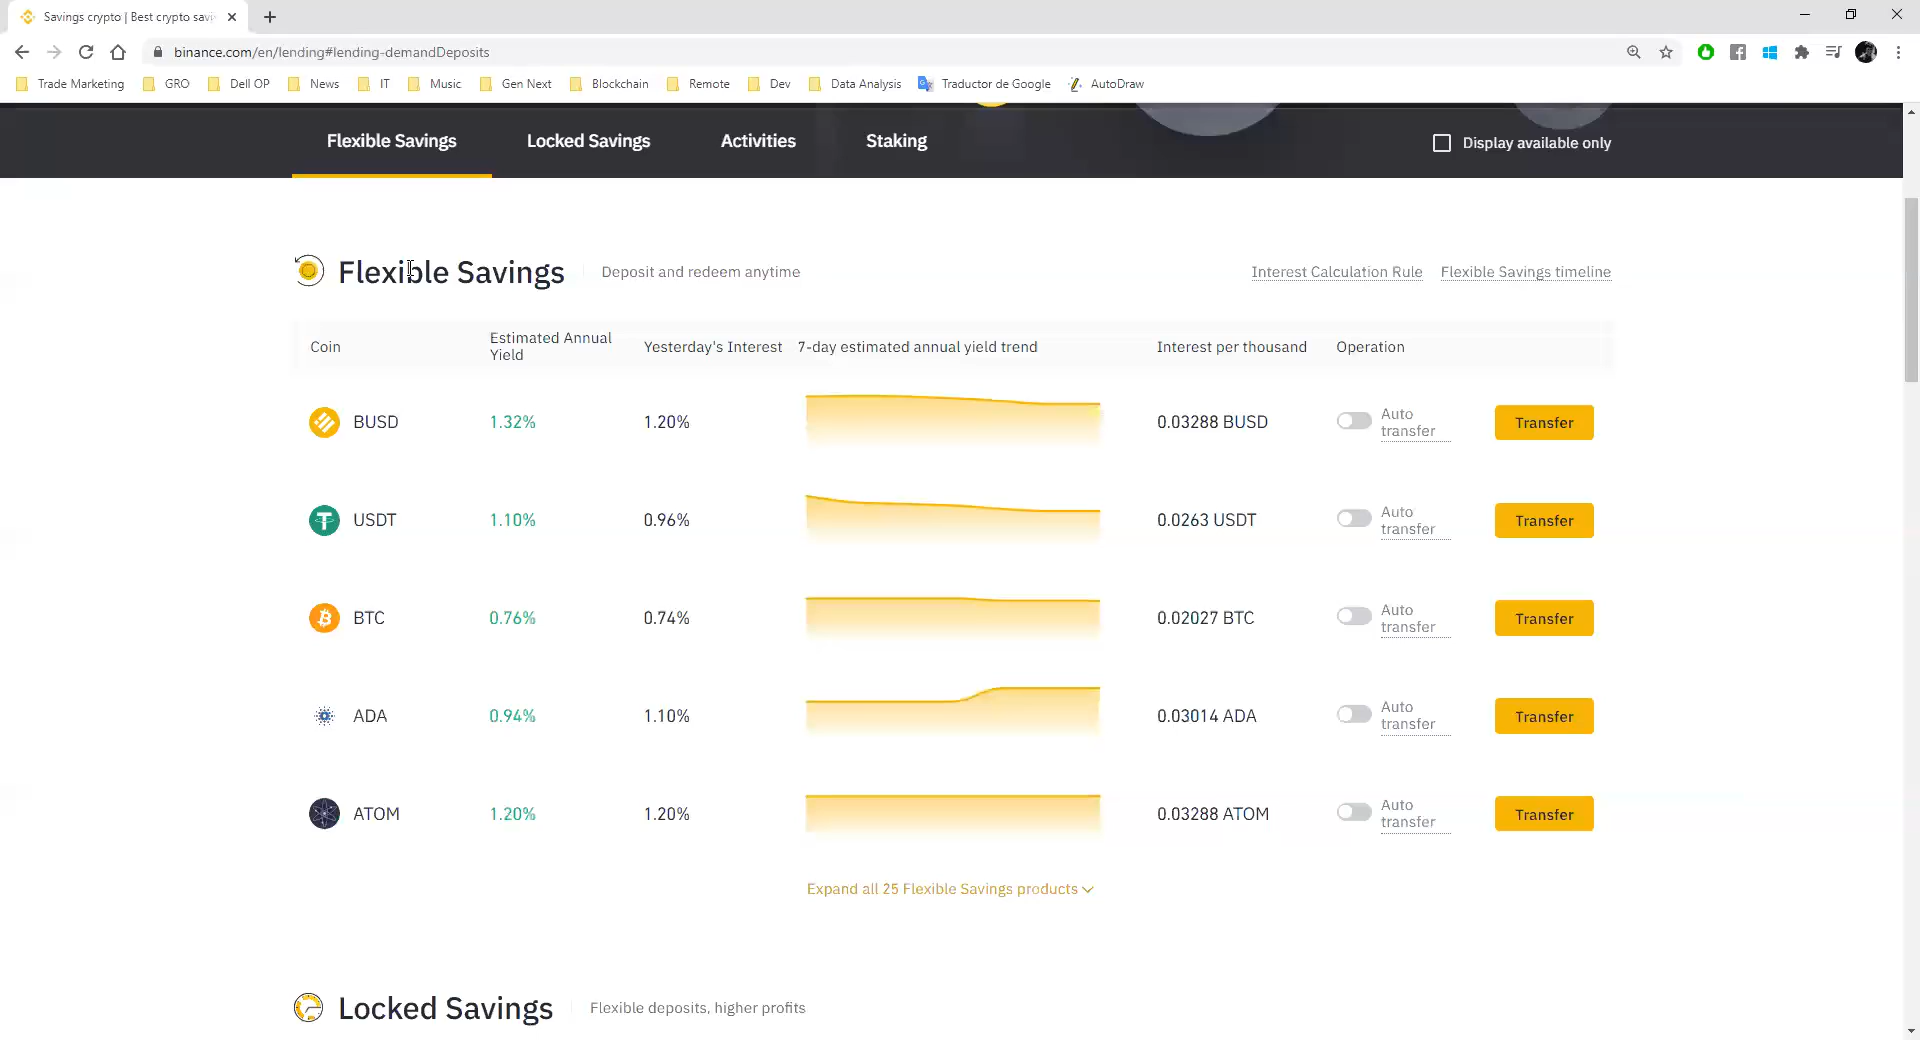 Savings crypto | Best crypto savi
binance.com/en/lending#lending-demandDeposits
Trade Marketing GRO Dell OP News IT Music Gen Next Blockchain Remote Dev Data Analysis Traductor de Google AutoDraw
Flexible Savings Locked Savings Activities Staking Display available only
Flexible Savings Deposit and redeem anytime Interest Calculation Rule Flexible Savings timeline
Coin Estimated Annual Yield Yesterday's Interest 7-day estimated annual yield trend Interest per thousand Operation
BUSD 1.32% 1.20% 0.03288 BUSD Auto transfer Transfer
USDT 1.10% 0.96% 0.0263 USDT Auto transfer Transfer
BTC 0.76% 0.74% 0.02027 BTC Auto transfer Transfer
ADA 0.94% 1.10% 0.03014 ADA Auto transfer Transfer
ATOM 1.20% 1.20% 0.03288 ATOM Auto transfer Transfer
Expand all 25 Flexible Savings products
Locked Savings Flexible deposits, higher profits